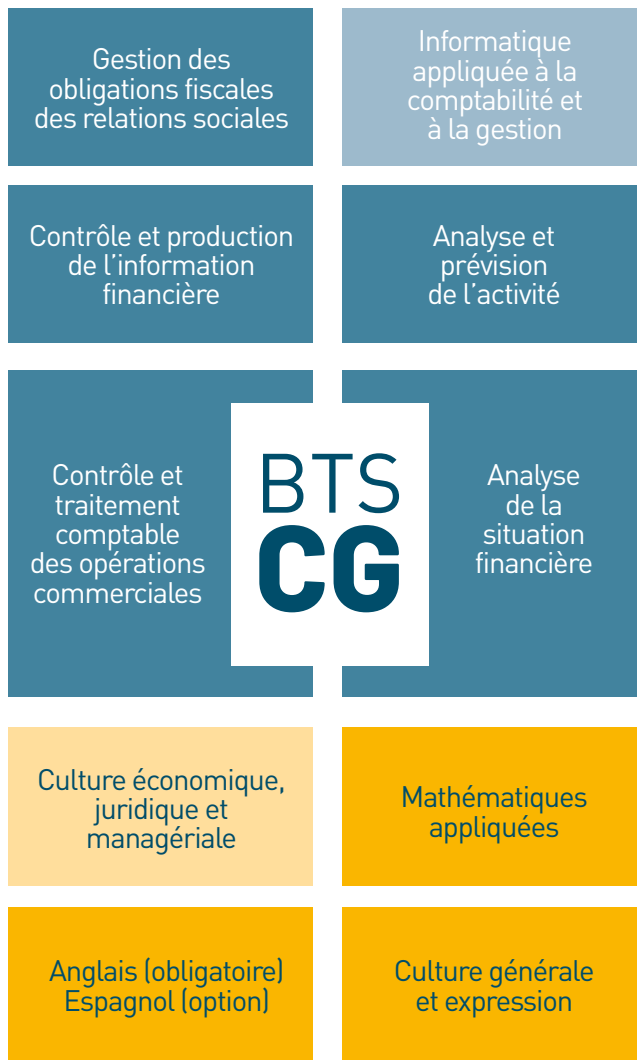 Gestion des
obligations fiscales
des relations sociales
Informatique
appliquée à la
comptabilité et
à la gestion
Contrôle et production
de l'information
financière
Analyse et
prévision
de l'activité
Contrôle et
traitement
comptable
des opérations
commerciales
BTS
CG
Analyse
de la
situation
financière
Culture économique,
juridique et
managériale
Mathématiques
appliquées
Anglais (obligatoire)
Espagnol (option)
Culture générale
et expression